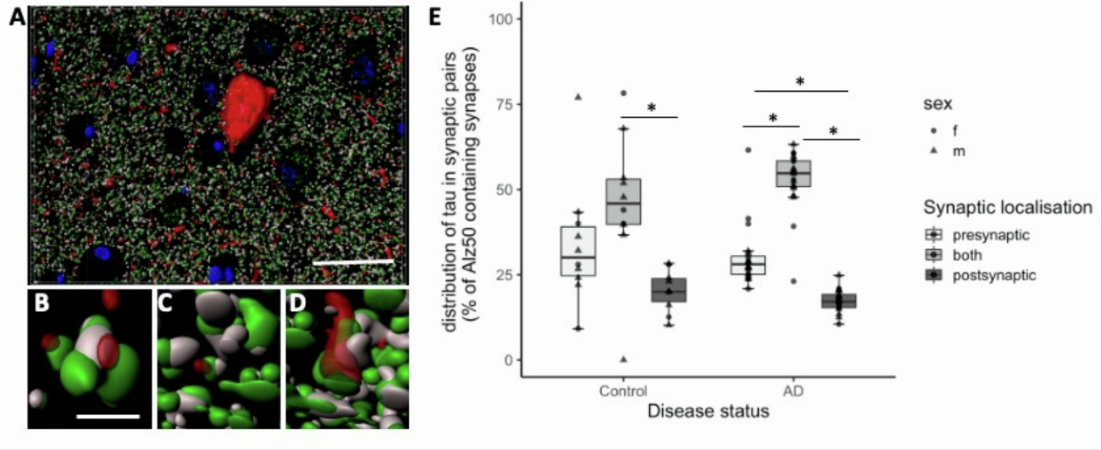 A
B
C
D
E
distribution of tau in synaptic pairs
(% of Alz50 containing synapses)
100
75
50
25
0
*
*
*
*
Control
AD
Disease status
sex
f
m
Synaptic localisation
presynaptic
both
postsynaptic